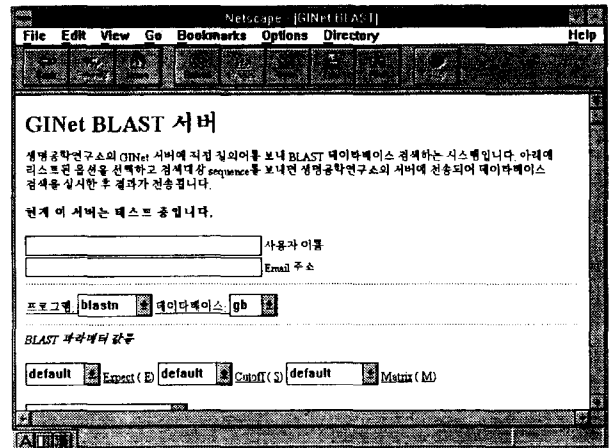 Netscape - [GINet BLAST]
File Edit View Go Bookmarks Options Directory Help
GINet BLAST 서버
생명공학연구소의 GINet 서버에 직접 질의어를 보내 BLAST 데이타베이스 검색하는 시스템입니다. 아래에
리스트된 옵션을 선택하고 검색대상 sequence를 보내면 생명공학연구소의 서버에 전송되어 데이타베이스
검색을 실시한 후 결과가 전송됩니다.
현재 이 서버는 테스트 중입니다.
사용자 이름
Email 주소
프로그램: blastn 데이타베이스: gb
BLAST 파라메터 값들
default Expect ( E) default Cutoff ( S) default Matrix ( M)